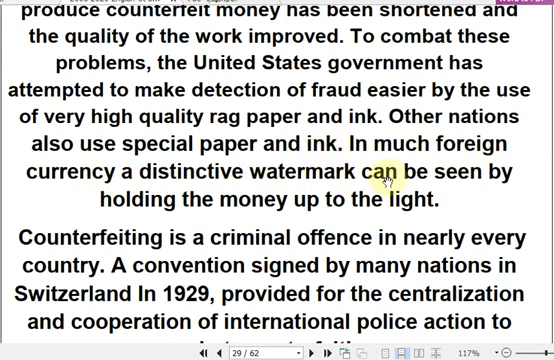 produce counterfeit money has been shortened and
the quality of the work improved. To combat these
problems, the United States government has
attempted to make detection of fraud easier by the use
of very high quality rag paper and ink. Other nations
also use special paper and ink. In much foreign
currency a distinctive watermark can be seen by
holding the money up to the light.
Counterfeiting is a criminal offence in nearly every
country. A convention signed by many nations in
Switzerland In 1929, provided for the centralization
and cooperation of international police action to
29 / 62
117%